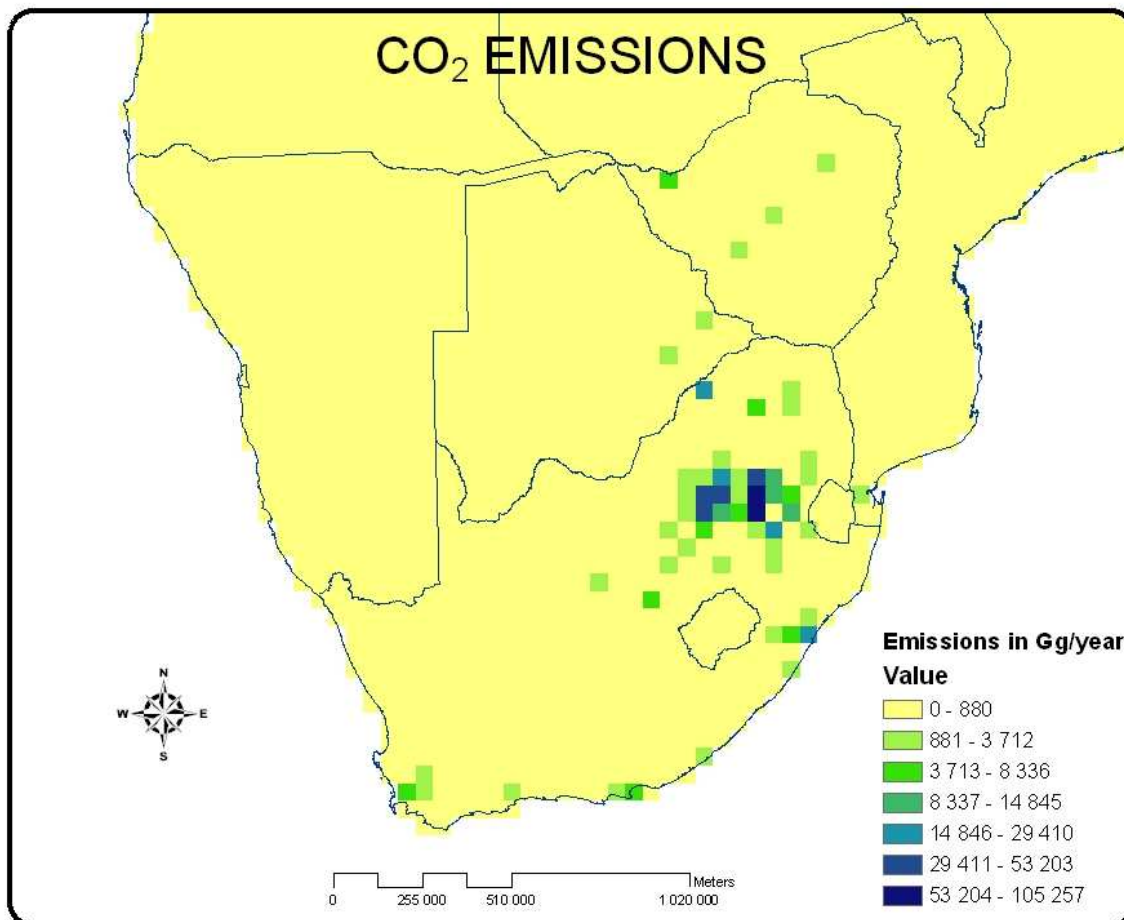 CO₂ EMISSIONS
N
W E
S
Emissions in Gg/year
Value
0 - 880
881 - 3 712
3 713 - 8 336
8 337 - 14 845
14 846 - 29 410
29 411 - 53 203
53 204 - 105 257
Meters
0 255 000 510 000 1 020 000